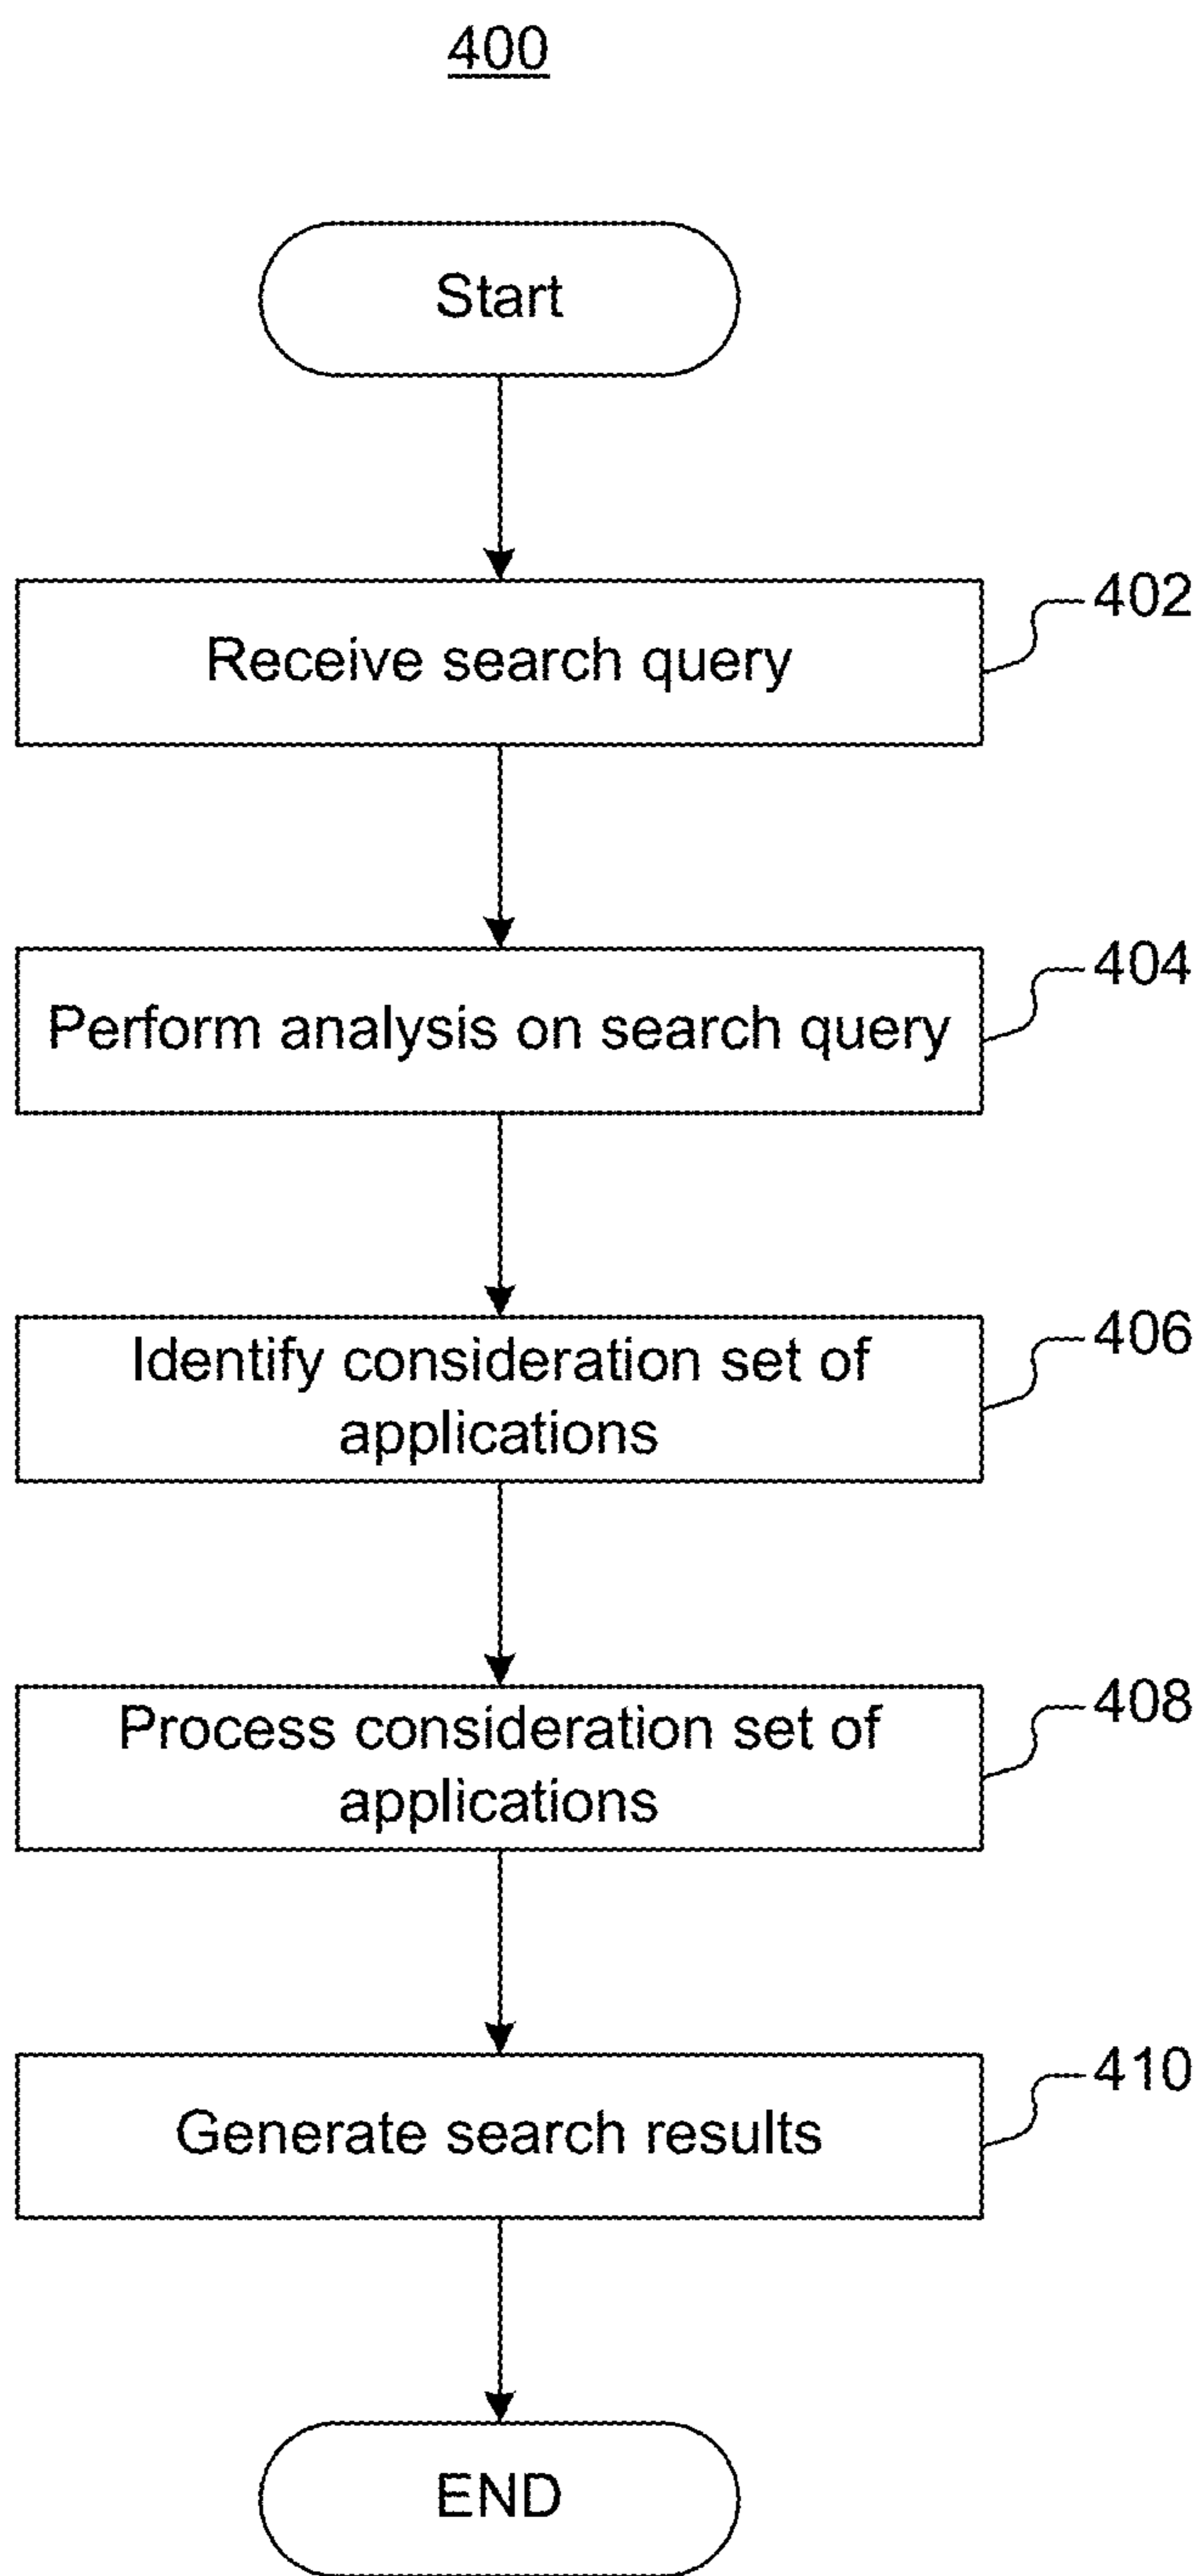 400
Start
Receive search query
402
Perform analysis on search query
404
Identify consideration set of
applications
406
Process consideration set of
applications
408
Generate search results
410
END